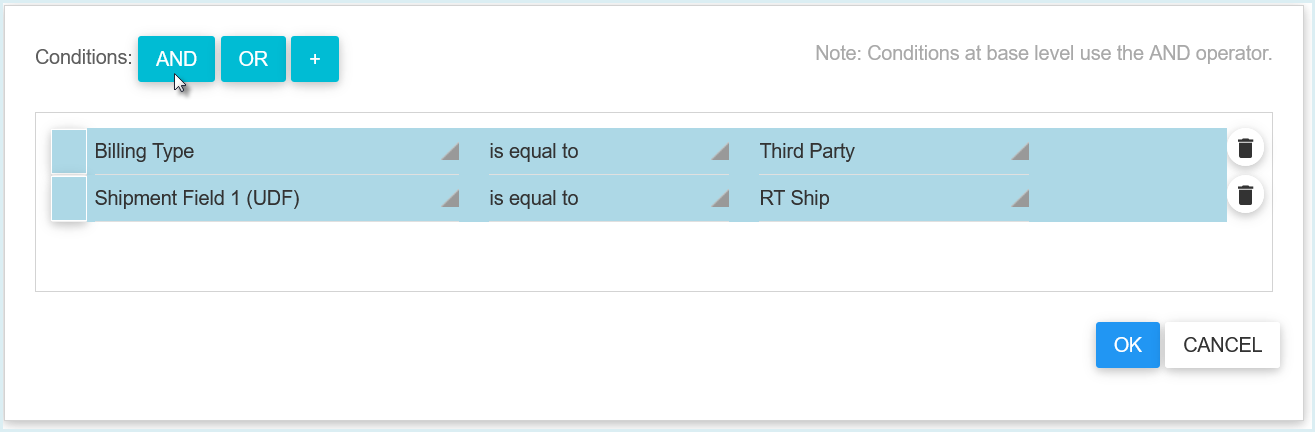 Conditions: AND OR + Note: Conditions at base level use the AND operator.
Billing Type is equal to Third Party
Shipment Field 1 (UDF) is equal to RT Ship
OK CANCEL